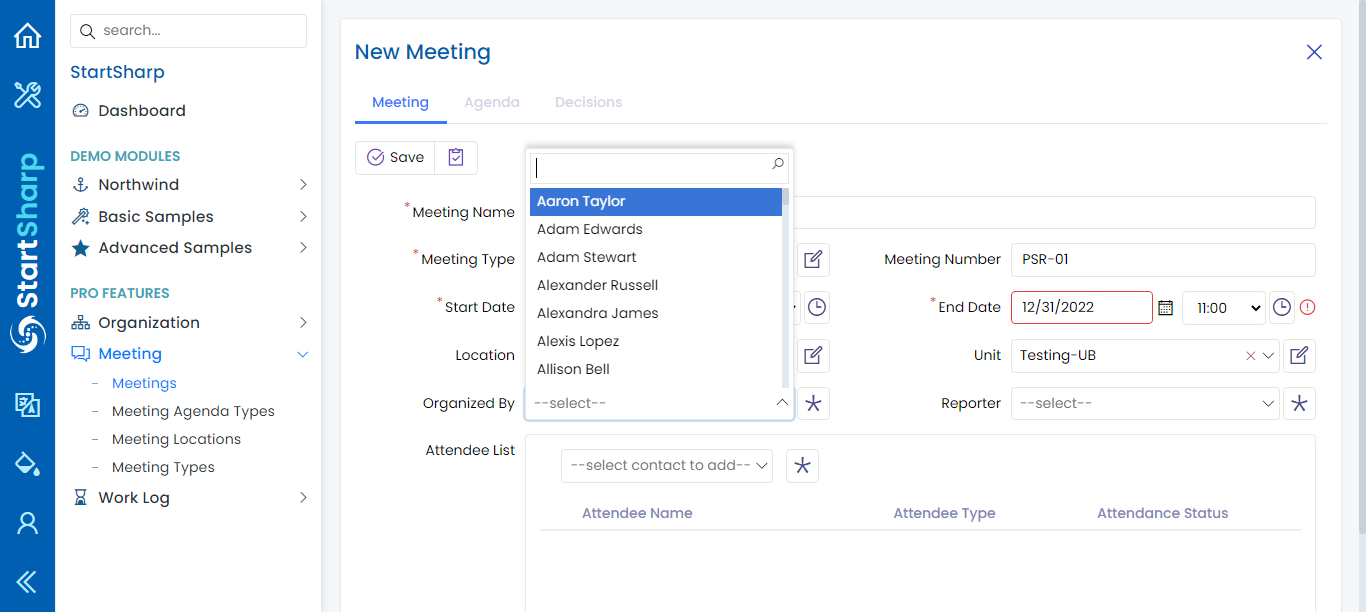 search...
StartSharp
Dashboard
DEMO MODULES
Northwind
Basic Samples
Advanced Samples
PRO FEATURES
Organization
Meeting
– Meetings
– Meeting Agenda Types
– Meeting Locations
– Meeting Types
Work Log
StartSharp
New Meeting
Meeting Agenda Decisions
Save
*Meeting Name
*Meeting Type
Meeting Number PSR-01
*Start Date
*End Date 12/31/2022 11:00
Location
Unit Testing-UB
Organized By --select--
Aaron Taylor
Adam Edwards
Adam Stewart
Alexander Russell
Alexandra James
Alexis Lopez
Allison Bell
Reporter --select--
Attendee List
--select contact to add--
Attendee Name Attendee Type Attendance Status